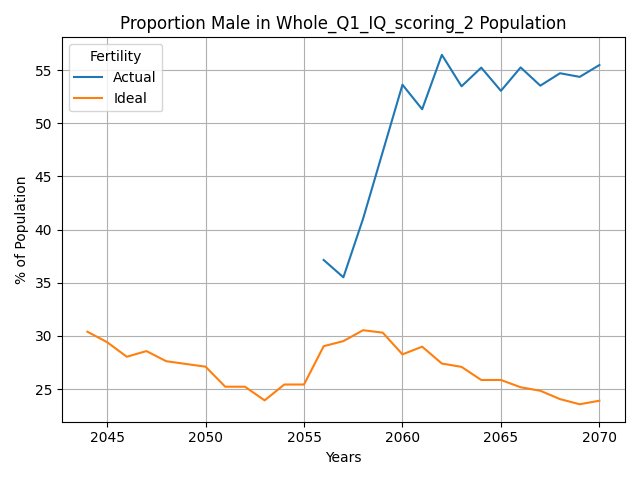 Proportion Male in Whole_Q1_IQ_scoring_2 Population
Fertility
Actual
Ideal
% of Population
55
50
45
40
35
30
25
2045
2050
2055
2060
2065
2070
Years